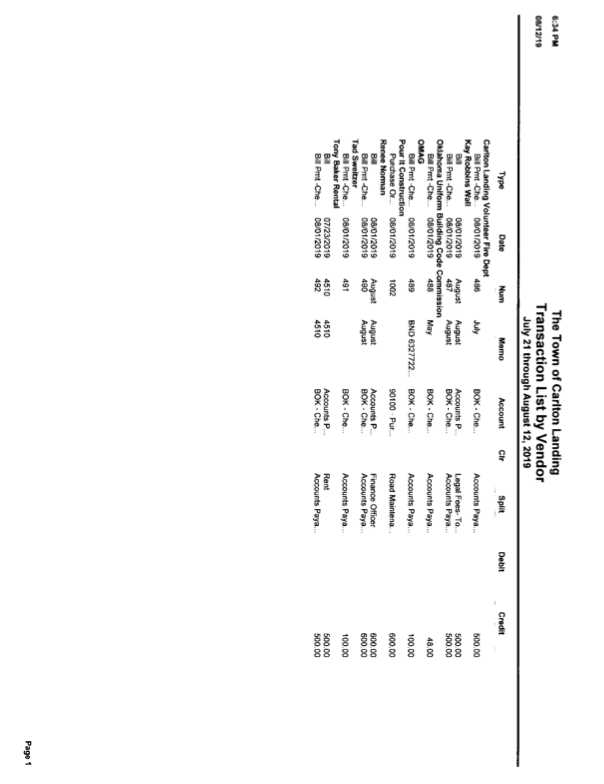 6:34 PM
08/12/19
The Town of Carlton Landing
Transaction List by Vendor
July 21 through August 12, 2019
Type Date Num Memo Account Clr Split Debit Credit
Carlton Landing Volunteer Fire Dept
Bill Pmt -Che... 08/01/2019 486 July BOK - Che... Accounts Paya... 500.00
Kay Robbins Wall
Bill 08/01/2019 August August Accounts P... Legal Fees- To... 500.00
Bill Pmt -Che... 08/01/2019 487 August BOK - Che... Accounts Paya... 500.00
Oklahoma Uniform Building Code Commission
Bill Pmt -Che... 08/01/2019 488 May BOK - Che... Accounts Paya... 48.00
OMAG
Bill Pmt -Che... 08/01/2019 489 BND 6327722... BOK - Che... Accounts Paya... 100.00
Pour It Construction
Purchase Or... 08/01/2019 1002 90100 · Pur... Road Maintena... 600.00
Renee Norman
Bill 08/01/2019 August August Accounts P... Finance Officer 600.00
Bill Pmt -Che... 08/01/2019 490 August BOK - Che... Accounts Paya... 600.00
Tad Sweitzer
Bill Pmt -Che... 08/01/2019 491 BOK - Che... Accounts Paya... 100.00
Tony Baker Rental
Bill 07/23/2019 4510 4510 Accounts P... Rent 500.00
Bill Pmt -Che... 08/01/2019 492 4510 BOK - Che... Accounts Paya... 500.00
Page 1